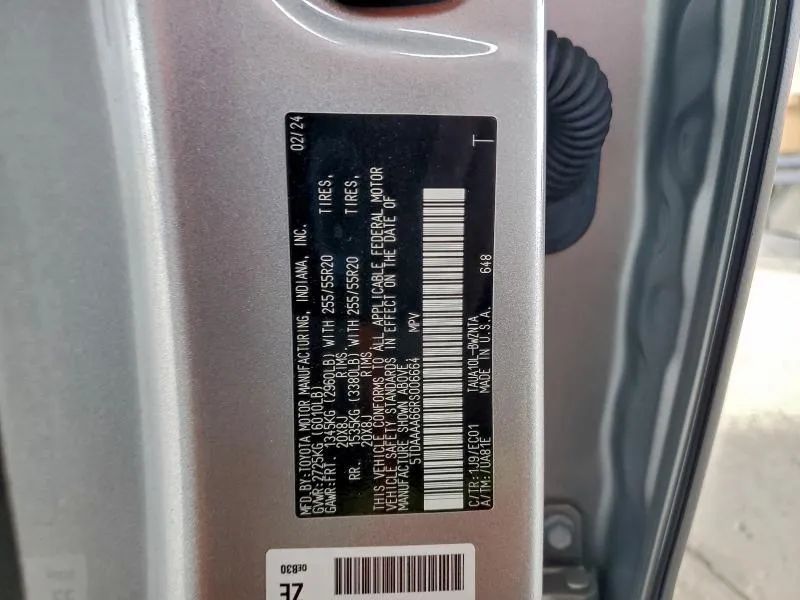 MFD.BY:TOYOTA MOTOR MANUFACTURING, INDIANA, INC. 02/24
GVWR:2725KG (6010LB)
GAWR:FRT. 1345KG (2960LB) WITH 255/55R20 TIRES,
20X8J RIMS,
RR. 1535KG (3380LB) WITH 255/55R20 TIRES,
20X8J RIMS
THIS VEHICLE CONFORMS TO ALL APPLICABLE FEDERAL MOTOR
VEHICLE SAFETY STANDARDS IN EFFECT ON THE DATE OF
MANUFACTURE SHOWN ABOVE.
5TDAAAA66RS006664 MPV
C/TR:1J9/EC01 TAUA10L-BWZNTA 648
A/TM:/UA81E MADE IN U.S.A. T
0EB30
ZE